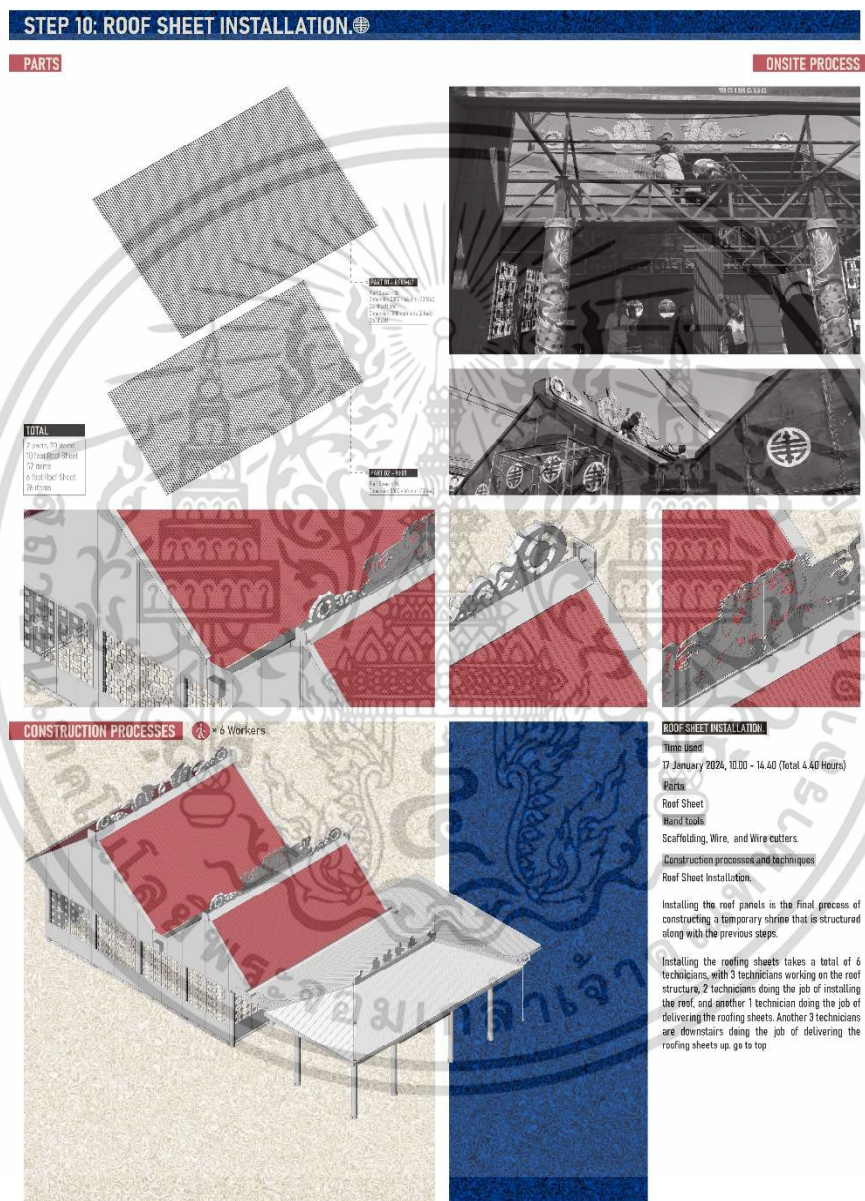 STEP 10: ROOF SHEET INSTALLATION.
PARTS
ONSITE PROCESS
PART 01 - RF01-02
TOTAL
2 parts,
10 feet Roof Sheet
52 items
6 feet Roof Sheet
26 items
PART 02 -
CONSTRUCTION PROCESSES
× 6 Workers
ROOF SHEET INSTALLATION.
Time used
17 January 2024, 10.00 - 14.40 (Total 4.40 Hours)
Parts
Roof Sheet
Hand tools
Scaffolding, Wire, and Wire cutters.
Construction processes and techniques
Roof Sheet Installation.
Installing the roof panels is the final process of
constructing a temporary shrine that is structured
along with the previous steps.
Installing the roofing sheets takes a total of 6
technicians, with 3 technicians working on the roof
structure, 2 technicians doing the job of installing
the roof, and another 1 technician doing the job of
delivering the roofing sheets. Another 3 technicians
are downstairs doing the job of delivering the
roofing sheets up. go to top